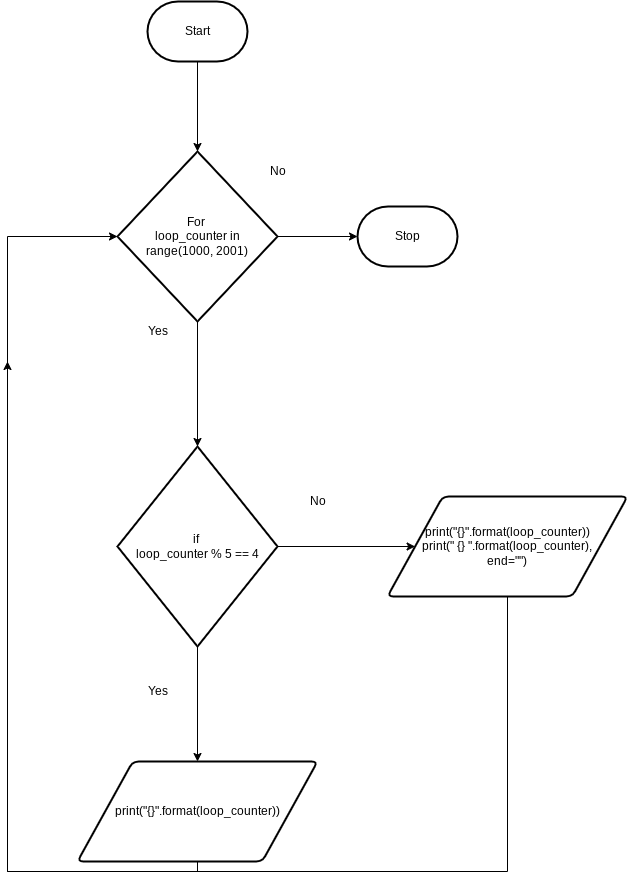 Start
No
For
loop_counter in
range(1000, 2001)
Stop
Yes
No
if
loop_counter % 5 == 4
print("{}".format(loop_counter))
print(" {} ".format(loop_counter),
end="")
Yes
print("{}".format(loop_counter))